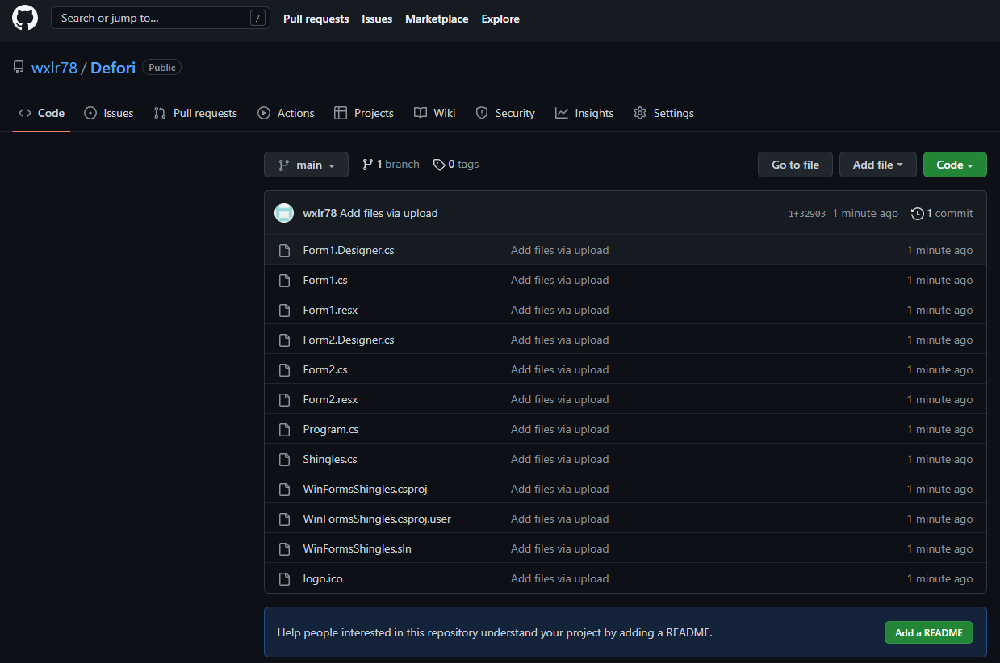 Search or jump to... / Pull requests Issues Marketplace Explore
wxlr78 / Defori Public
Code Issues Pull requests Actions Projects Wiki Security Insights Settings
main 1 branch 0 tags Go to file Add file Code
wxlr78 Add files via upload 1f32903 1 minute ago 1 commit
Form1.Designer.cs Add files via upload 1 minute ago
Form1.cs Add files via upload 1 minute ago
Form1.resx Add files via upload 1 minute ago
Form2.Designer.cs Add files via upload 1 minute ago
Form2.cs Add files via upload 1 minute ago
Form2.resx Add files via upload 1 minute ago
Program.cs Add files via upload 1 minute ago
Shingles.cs Add files via upload 1 minute ago
WinFormsShingles.csproj Add files via upload 1 minute ago
WinFormsShingles.csproj.user Add files via upload 1 minute ago
WinFormsShingles.sln Add files via upload 1 minute ago
logo.ico Add files via upload 1 minute ago
Help people interested in this repository understand your project by adding a README. Add a README